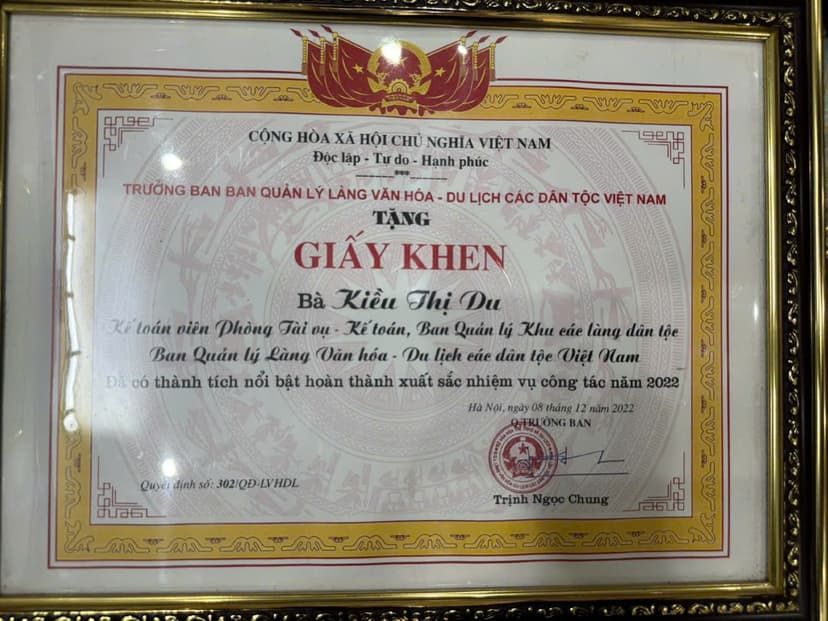 CỘNG HÒA XÃ HỘI CHỦ NGHĨA VIỆT NAM
Độc lập - Tự do - Hạnh phúc
***
TRƯỞNG BAN BAN QUẢN LÝ LÀNG VĂN HÓA - DU LỊCH CÁC DÂN TỘC VIỆT NAM
TẶNG
GIẤY KHEN
Bà Kiều Thị Du
Kế toán viên Phòng Tài vụ - Kế toán, Ban Quản lý Khu các làng dân tộc
Ban Quản lý Làng Văn hóa - Du lịch các dân tộc Việt Nam
Đã có thành tích nổi bật hoàn thành xuất sắc nhiệm vụ công tác năm 2022
Hà Nội, ngày 08 tháng 12 năm 2022
Q.TRƯỞNG BAN
Quyết định số: 302/QĐ-LVHDL
Trịnh Ngọc Chung